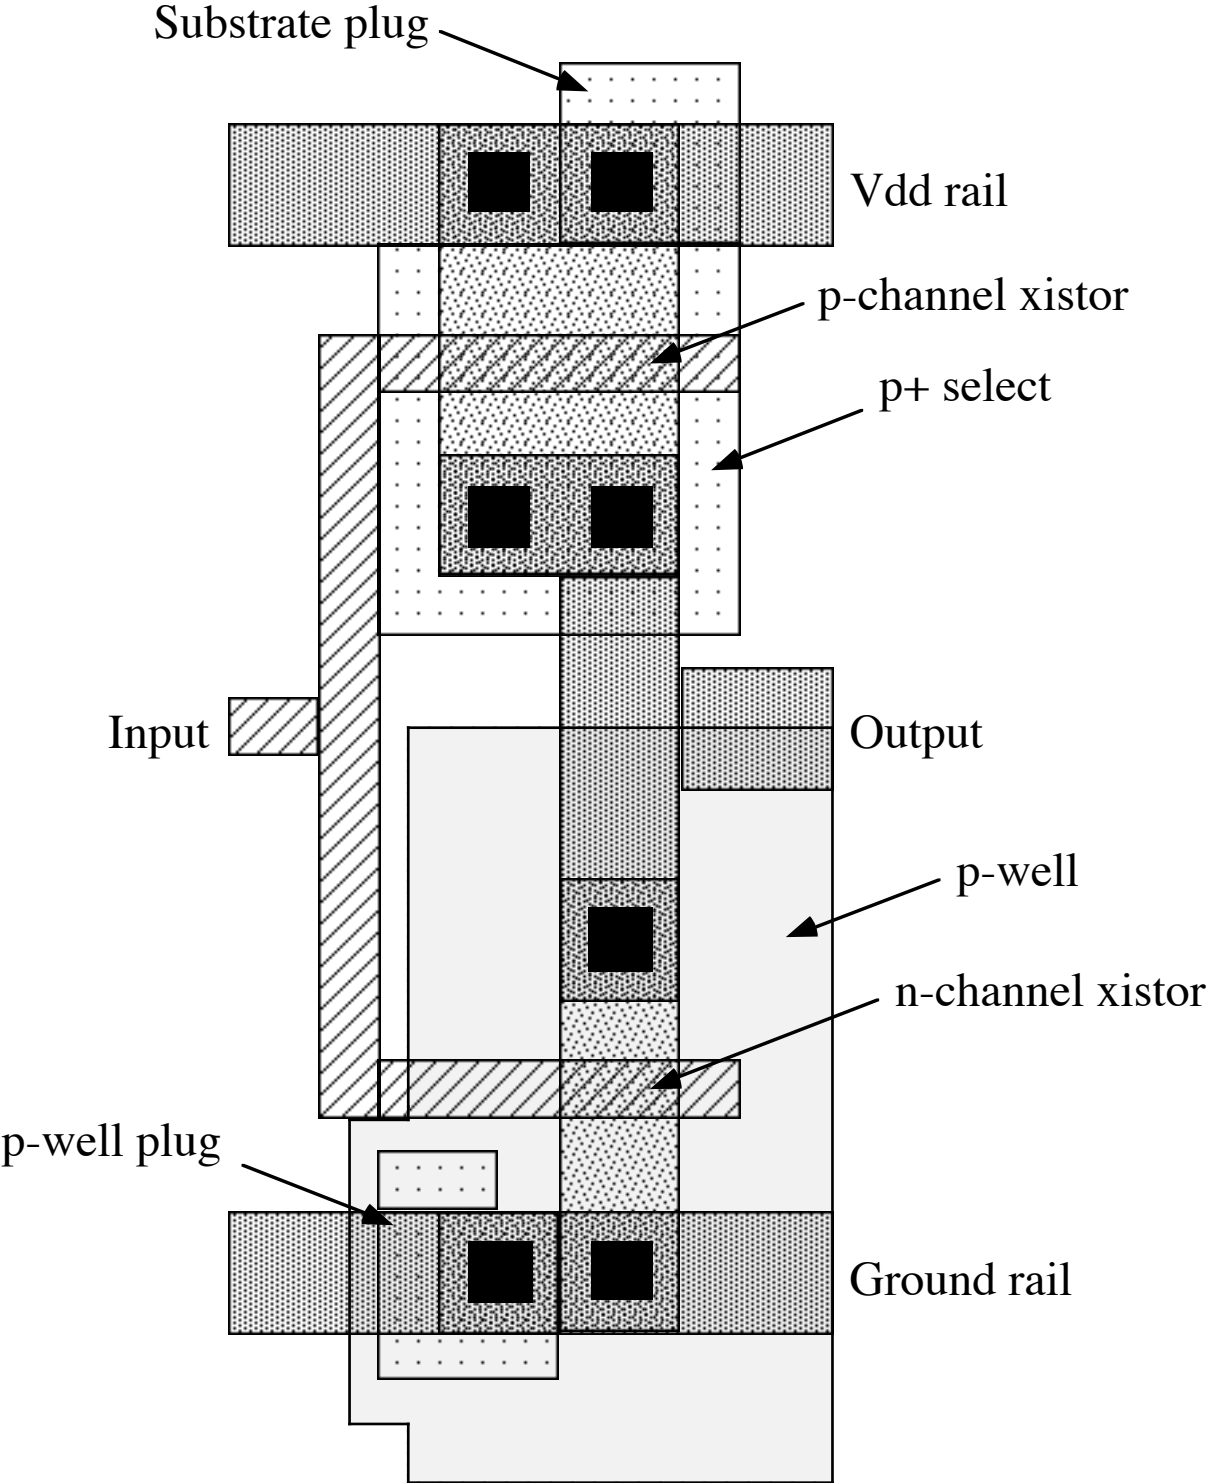 Substrate plug
Vdd rail
p-channel xistor
p+ select
Input
Output
p-well
n-channel xistor
p-well plug
Ground rail